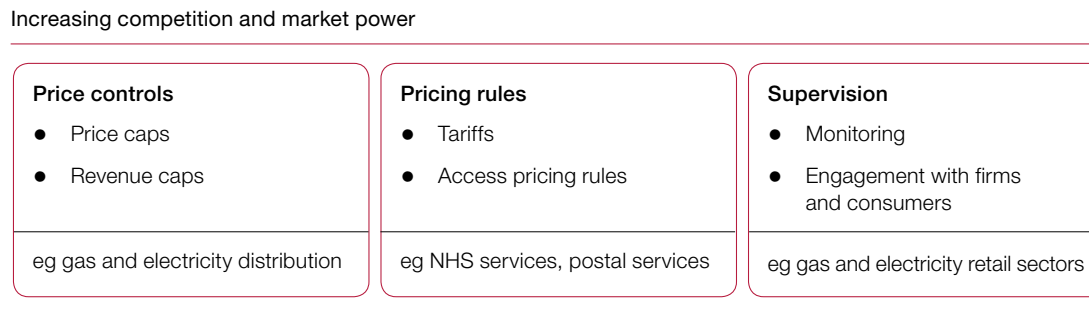 Increasing competition and market power
Price controls
● Price caps
● Revenue caps
eg gas and electricity distribution
Pricing rules
● Tariffs
● Access pricing rules
eg NHS services, postal services
Supervision
● Monitoring
● Engagement with firms
and consumers
eg gas and electricity retail sectors